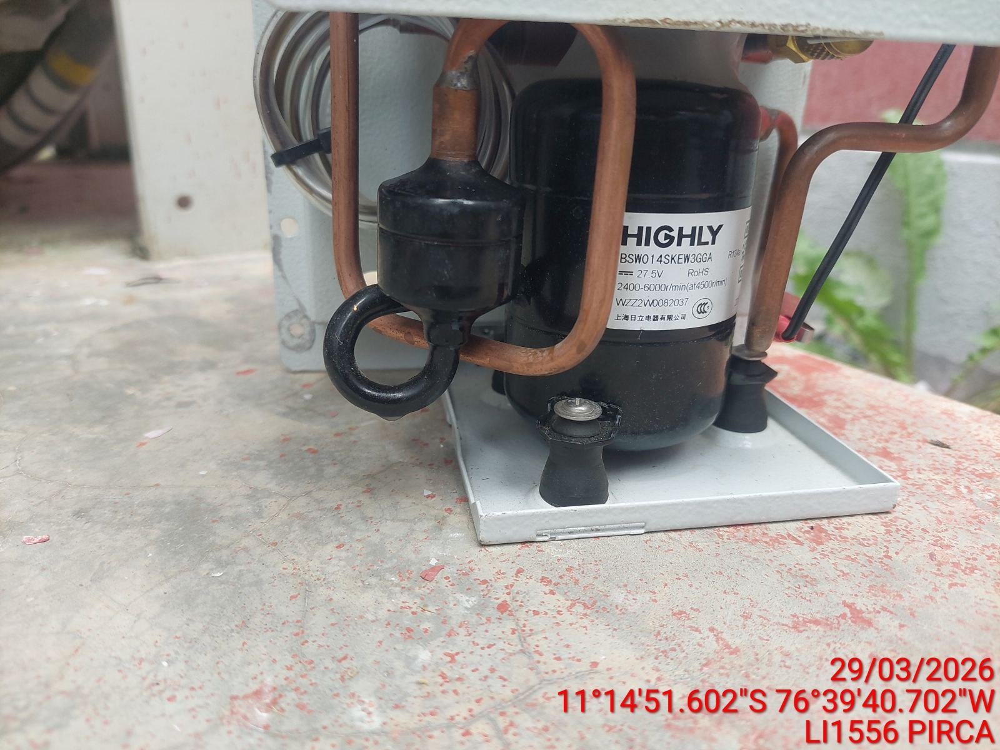 HIGHLY
BSW014SKEW3GGA
R134a
27.5V RoHS
2400-6000r/min(at4500r/min)
WZZ2W0082037
上海日立电器有限公司
29/03/2026
11°14'51.602"S 76°39'40.702"W
LI1556 PIRCA